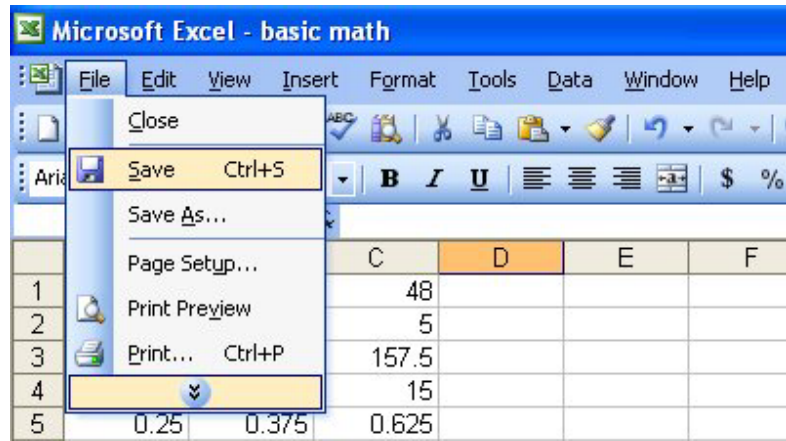 Microsoft Excel - basic math
File Edit View Insert Format Tools Data Window Help
Close
ABC
Save Ctrl+S
B I U a $ %
Save As...
Page Setup...
C D E F
1 48
Print Preview
2 5
3 Print... Ctrl+P 157.5
4 15
5 0.25 0.375 0.625